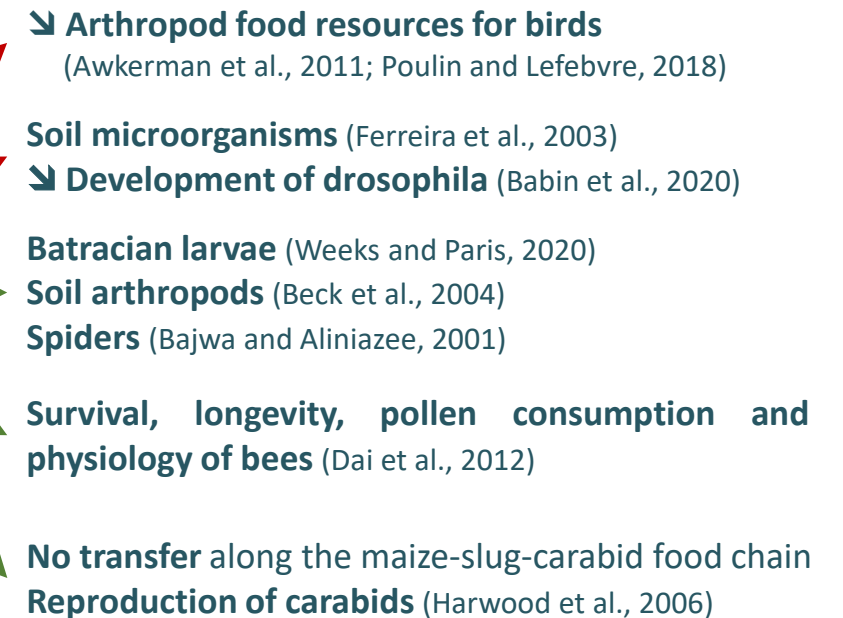 🡮 Arthropod food resources for birds
(Awkerman et al., 2011; Poulin and Lefebvre, 2018)
Soil microorganisms (Ferreira et al., 2003)
🡮 Development of drosophila (Babin et al., 2020)
Batracian larvae (Weeks and Paris, 2020)
Soil arthropods (Beck et al., 2004)
Spiders (Bajwa and Aliniazee, 2001)
Survival, longevity, pollen consumption and
physiology of bees (Dai et al., 2012)
No transfer along the maize-slug-carabid food chain
Reproduction of carabids (Harwood et al., 2006)